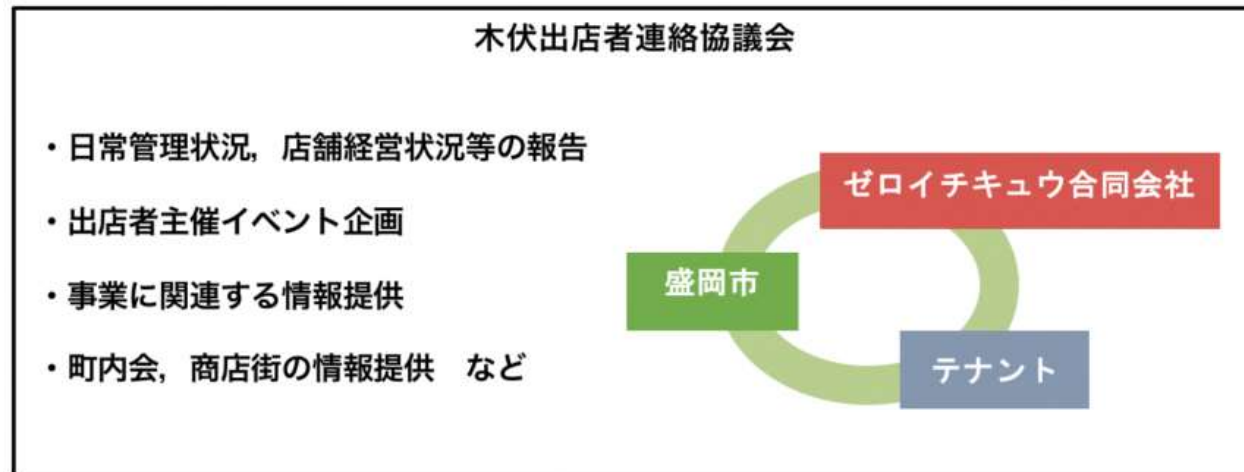 木伏出店者連絡協議会
・日常管理状況，店舗経営状況等の報告
・出店者主催イベント企画
・事業に関連する情報提供
・町内会，商店街の情報提供　など
ゼロイチキュウ合同会社
盛岡市
テナント